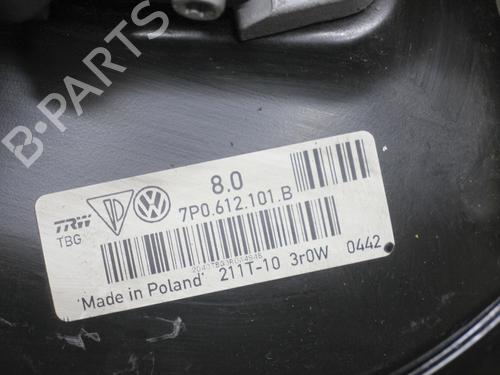 B-PARTS
TRW
TBG
8.0
7P0.612.101.B
Made in Poland 211T-10 3r0W 0442